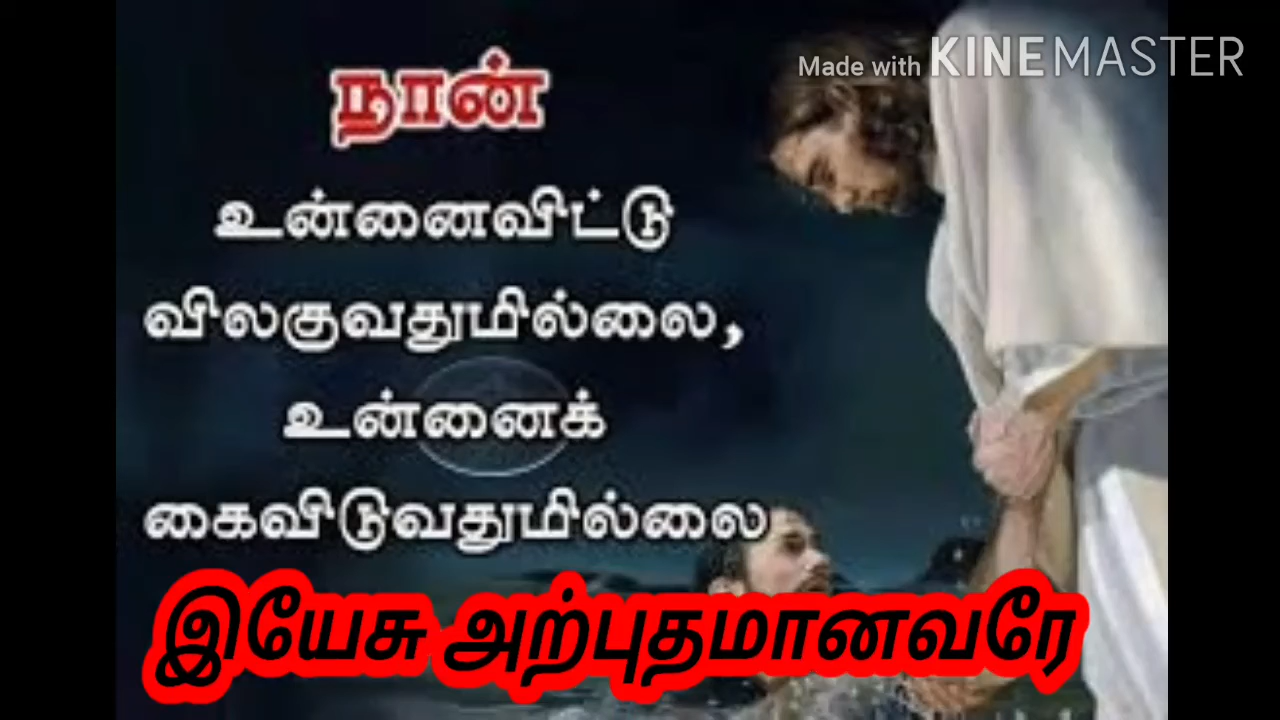 Made with KINEMASTER
நான்
உன்னைவிட்டு
விலகுவதுமில்லை,
உன்னைக்
கைவிடுவதுமில்லை
இயேசு அற்புதமானவரே